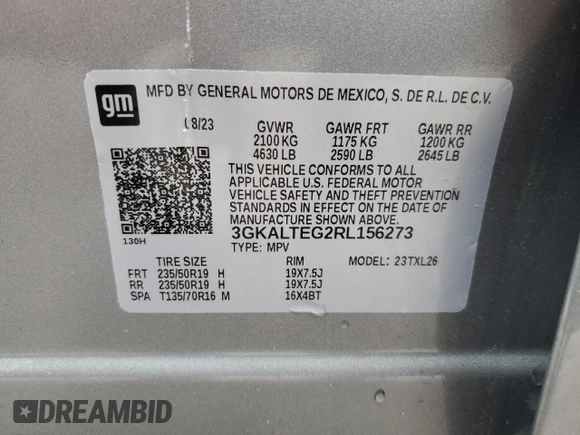 gm MFD BY GENERAL MOTORS DE MEXICO, S. DE R.L. DE C.V.
08/23 GVWR GAWR FRT GAWR RR
2100 KG 1175 KG 1200 KG
4630 LB 2590 LB 2645 LB
THIS VEHICLE CONFORMS TO ALL
APPLICABLE U.S. FEDERAL MOTOR
VEHICLE SAFETY AND THEFT PREVENTION
STANDARDS IN EFFECT ON THE DATE OF
MANUFACTURE SHOWN ABOVE.
130H 3GKALTEG2RL156273
TYPE: MPV
TIRE SIZE RIM MODEL: 23TXL26
FRT 235/50R19 H 19X7.5J
RR 235/50R19 H 19X7.5J
SPA T135/70R16 M 16X4BT
DREAMBID